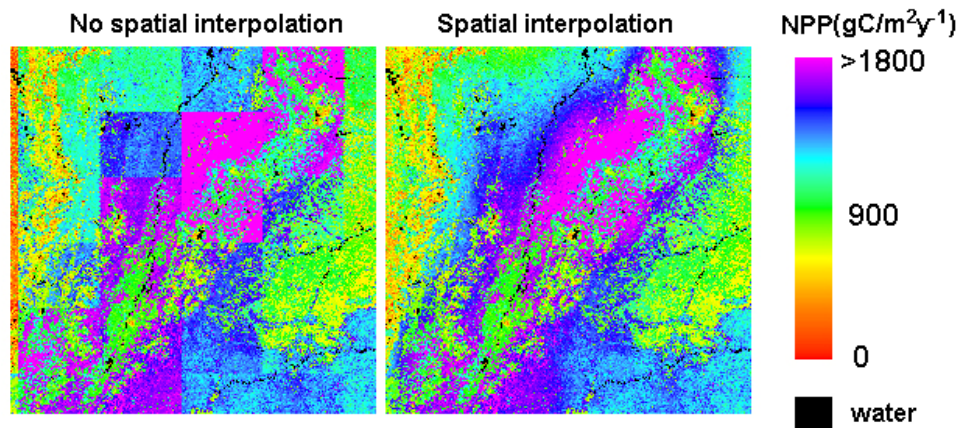 No spatial interpolation
Spatial interpolation
NPP(gC/m²y⁻¹)
>1800
900
0
water